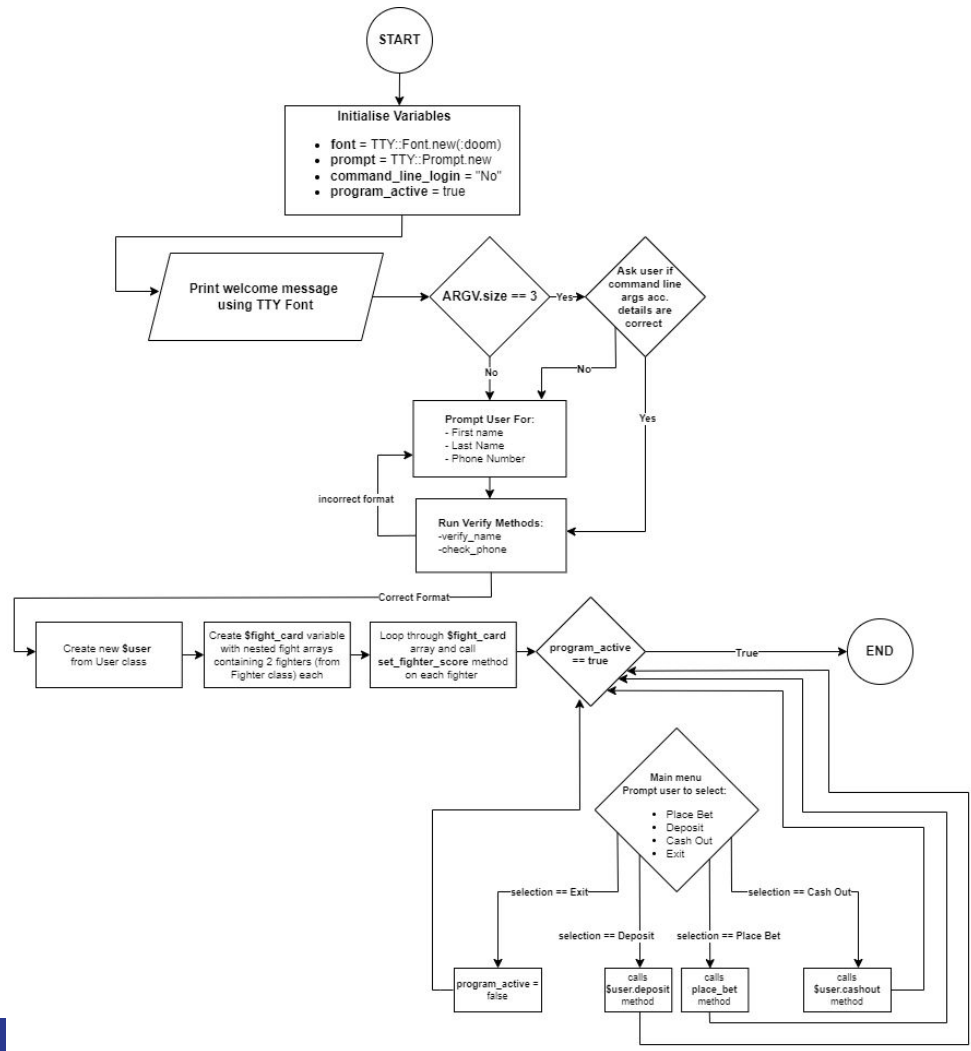 START
Initialise Variables
• font = TTY::Font.new(:doom)
• prompt = TTY::Prompt.new
• command_line_login = "No"
• program_active = true
Print welcome message
using TTY Font
ARGV.size == 3
Yes
Ask user if
command line
args acc.
details are
correct
No
No
Yes
Prompt User For:
- First name
- Last Name
- Phone Number
incorrect format
Run Verify Methods:
-verify_name
-check_phone
Correct Format
Create new $user
from User class
Create $fight_card variable
with nested fight arrays
containing 2 fighters (from
Fighter class) each
Loop through $fight_card
array and call
set_fighter_score method
on each fighter
program_active
== true
True
END
Main menu
Prompt user to select:
• Place Bet
• Deposit
• Cash Out
• Exit
selection == Exit
selection == Cash Out
selection == Deposit
selection == Place Bet
program_active =
false
calls
$user.deposit
method
calls
place_bet
method
calls
$user.cashout
method